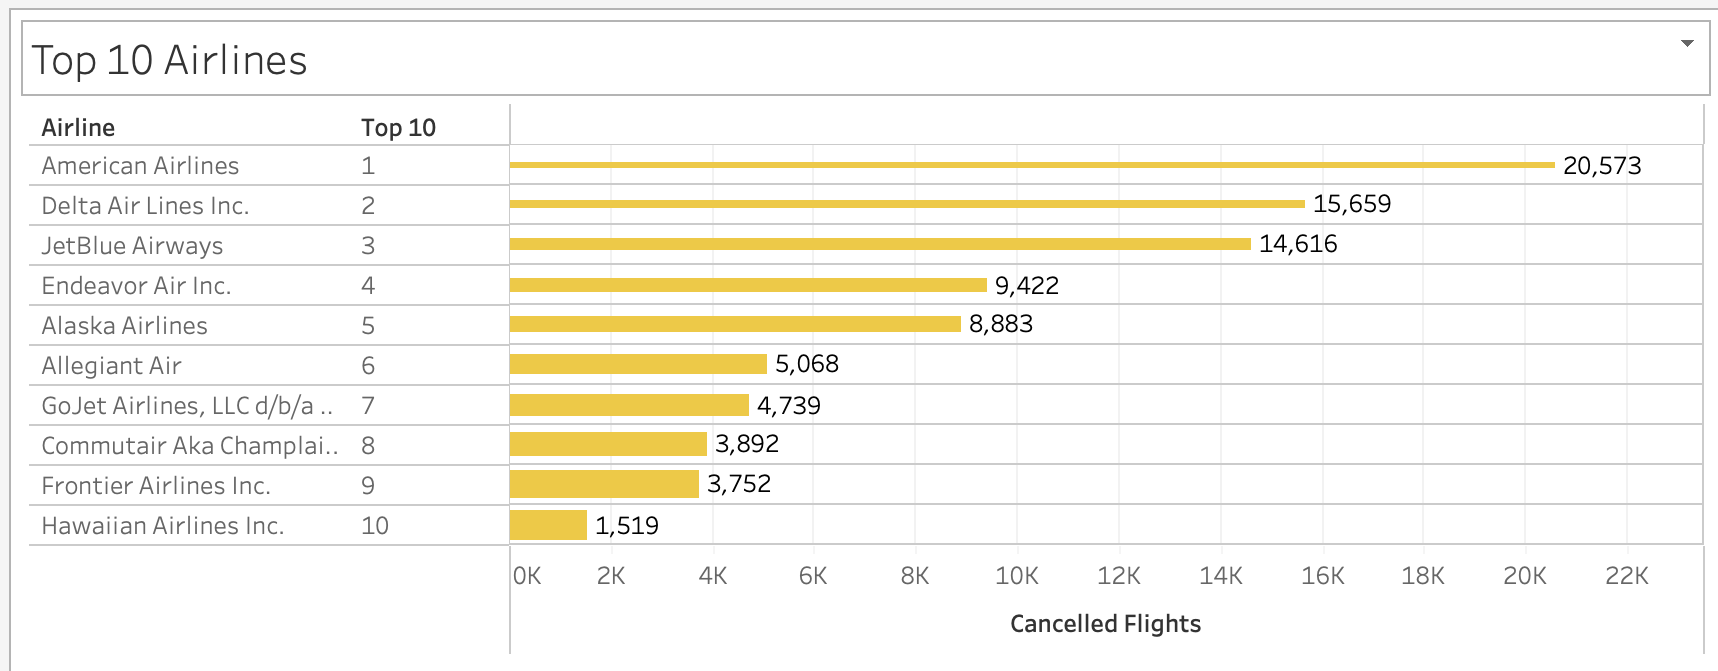 Top 10 Airlines
Airline Top 10
American Airlines 1 20,573
Delta Air Lines Inc. 2 15,659
JetBlue Airways 3 14,616
Endeavor Air Inc. 4 9,422
Alaska Airlines 5 8,883
Allegiant Air 6 5,068
GoJet Airlines, LLC d/b/a .. 7 4,739
Commutair Aka Champlai.. 8 3,892
Frontier Airlines Inc. 9 3,752
Hawaiian Airlines Inc. 10 1,519
0K 2K 4K 6K 8K 10K 12K 14K 16K 18K 20K 22K
Cancelled Flights